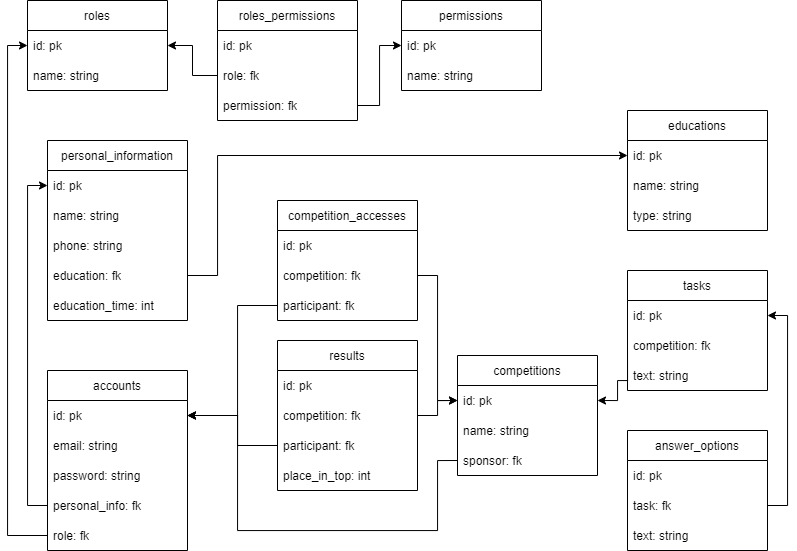 roles
id: pk
name: string
roles_permissions
id: pk
role: fk
permission: fk
permissions
id: pk
name: string
personal_information
id: pk
name: string
phone: string
education: fk
education_time: int
educations
id: pk
name: string
type: string
competition_accesses
id: pk
competition: fk
participant: fk
results
id: pk
competition: fk
participant: fk
place_in_top: int
tasks
id: pk
competition: fk
text: string
accounts
id: pk
email: string
password: string
personal_info: fk
role: fk
competitions
id: pk
name: string
sponsor: fk
answer_options
id: pk
task: fk
text: string